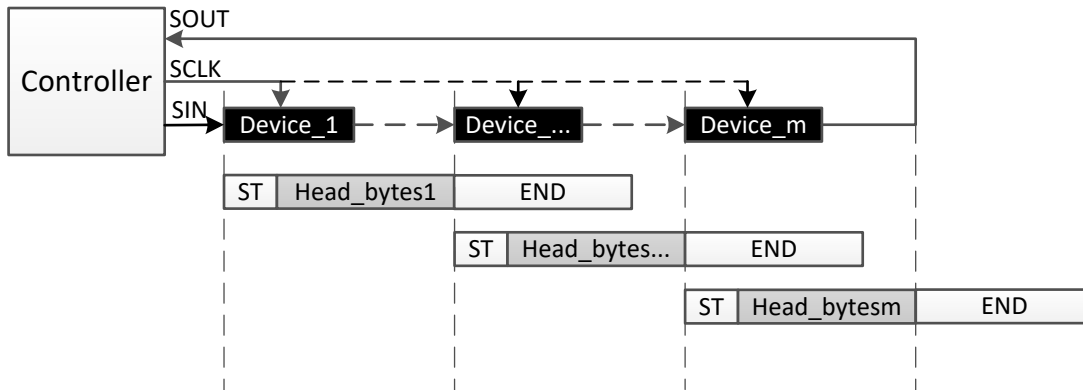 SOUT
Controller
SCLK
SIN
Device_1 Device_... Device_m
ST Head_bytes1 END
ST Head_bytes... END
ST Head_bytesm END